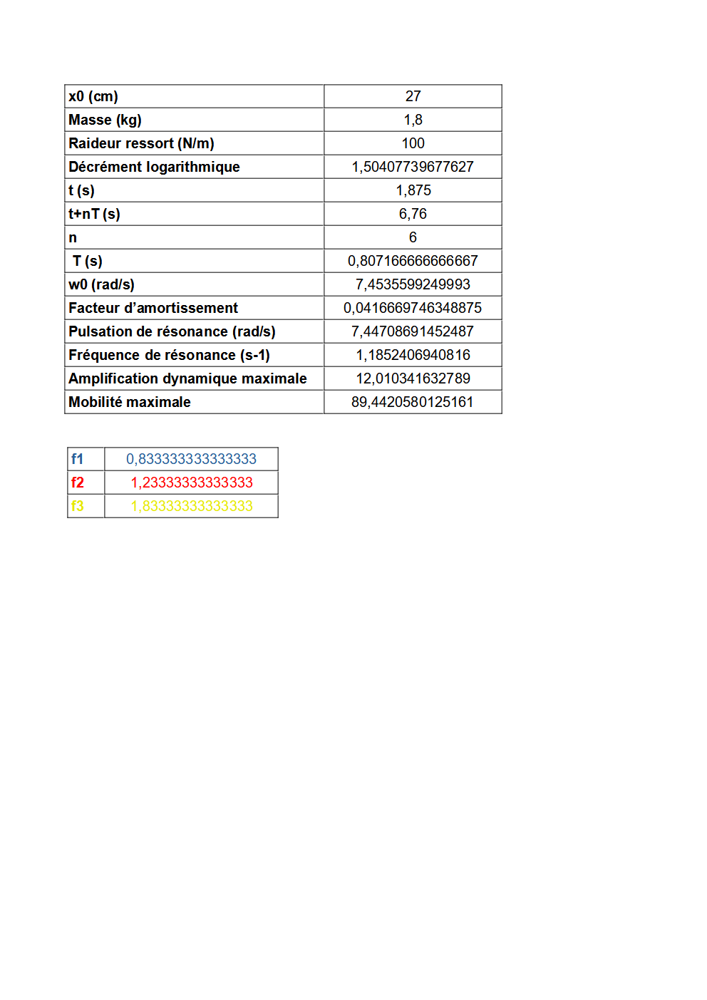 x0 (cm) 27
Masse (kg) 1,8
Raideur ressort (N/m) 100
Décrément logarithmique 1,50407739677627
t (s) 1,875
t+nT (s) 6,76
n 6
T (s) 0,807166666666667
w0 (rad/s) 7,4535599249993
Facteur d’amortissement 0,0416669746348875
Pulsation de résonance (rad/s) 7,44708691452487
Fréquence de résonance (s-1) 1,1852406940816
Amplification dynamique maximale 12,010341632789
Mobilité maximale 89,4420580125161
f1 0,833333333333333
f2 1,23333333333333
f3 1,83333333333333